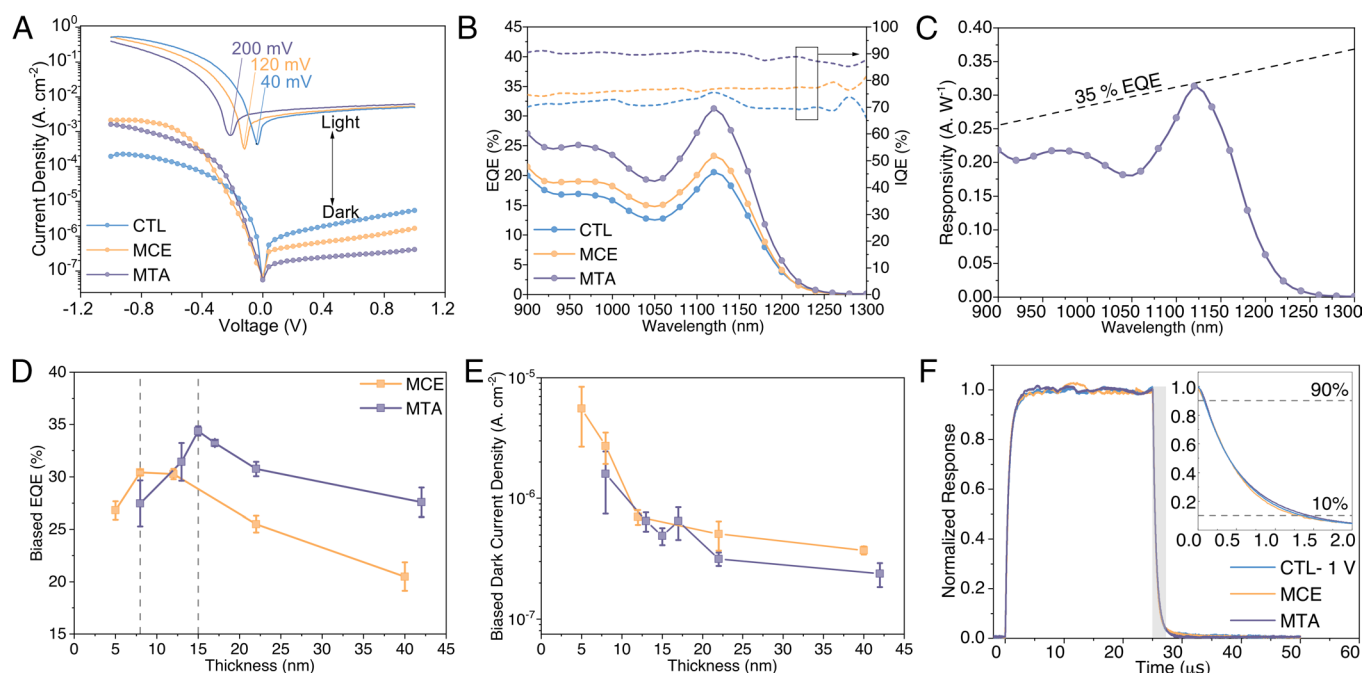 A
Current Density (A. cm-2)
10^0
10^-1
10^-2
10^-3
10^-4
10^-5
10^-6
10^-7
200 mV
120 mV
40 mV
Light
Dark
CTL
MCE
MTA
-1.2 -0.8 -0.4 0.0 0.4 0.8 1.2
Voltage (V)
B
EQE (%)
45
40
35
30
25
20
15
10
5
0
CTL
MCE
MTA
100
90
80
70
60
50
40
30
20
10
0
IQE (%)
900 950 1000 1050 1100 1150 1200 1250 1300
Wavelength (nm)
C
Responsivity (A. W-1)
0.40
0.35
0.30
0.25
0.20
0.15
0.10
0.05
0.00
35 % EQE
900 950 1000 1050 1100 1150 1200 1250 1300
Wavelength (nm)
D
Biased EQE (%)
40
35
30
25
20
15
MCE
MTA
0 5 10 15 20 25 30 35 40 45
Thickness (nm)
E
Biased Dark Current Density (A. cm-2)
10^-5
10^-6
10^-7
0 5 10 15 20 25 30 35 40 45
Thickness (nm)
F
Normalized Response
1.0
0.8
0.6
0.4
0.2
0.0
1.0
0.8
0.6
0.4
0.2
90%
10%
0.0 0.5 1.0 1.5 2.0
CTL- 1 V
MCE
MTA
0 10 20 30 40 50 60
Time (μs)